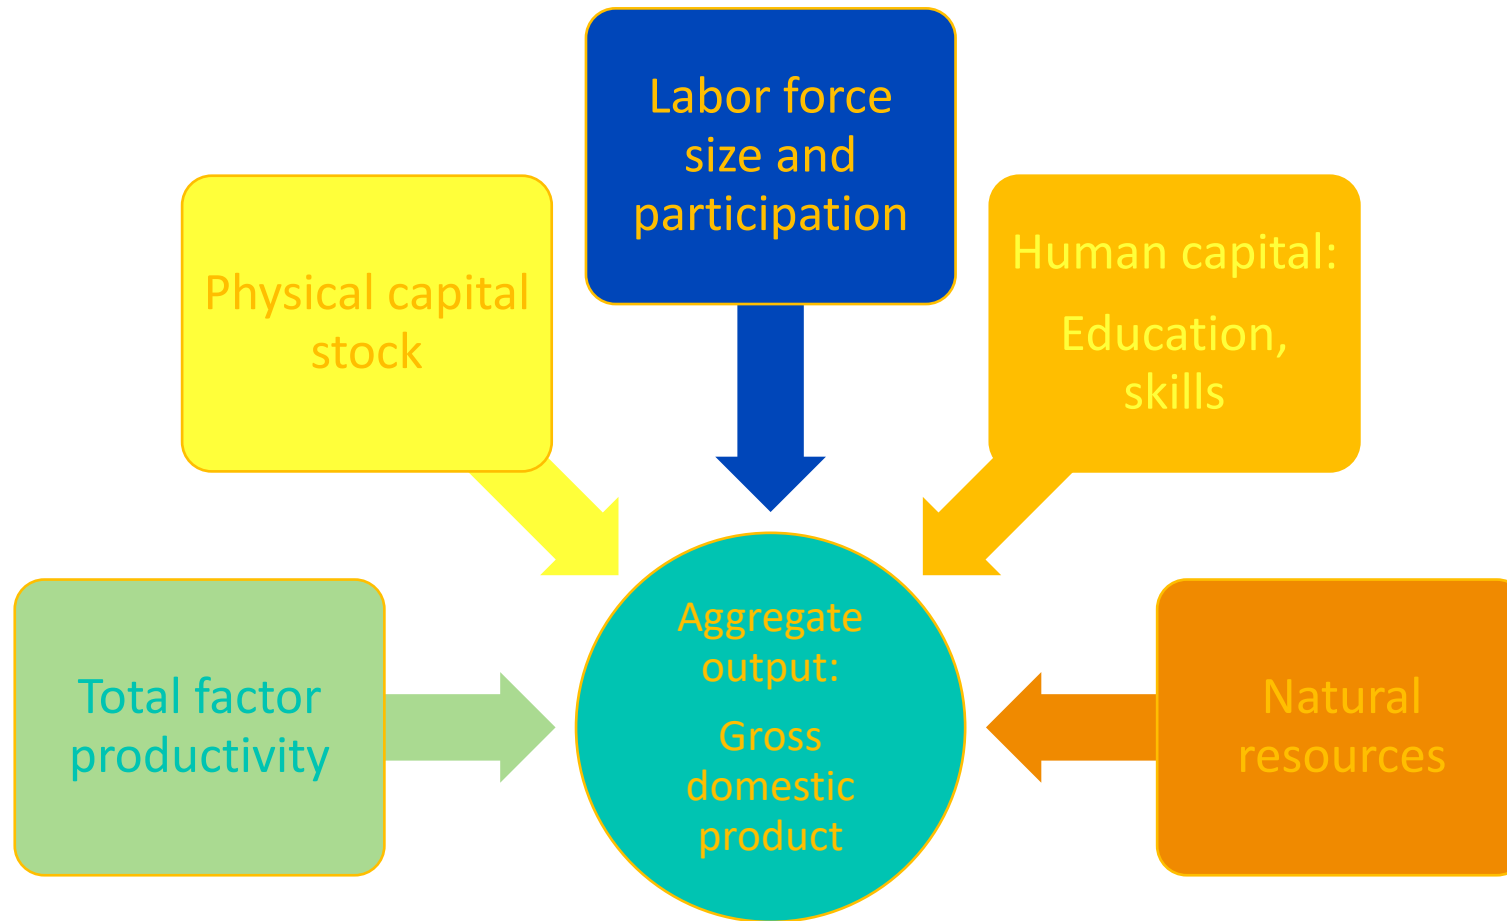 Labor force
size and
participation
Physical capital
stock
Human capital:
Education,
skills
Total factor
productivity
Aggregate
output:
Gross
domestic
product
Natural
resources